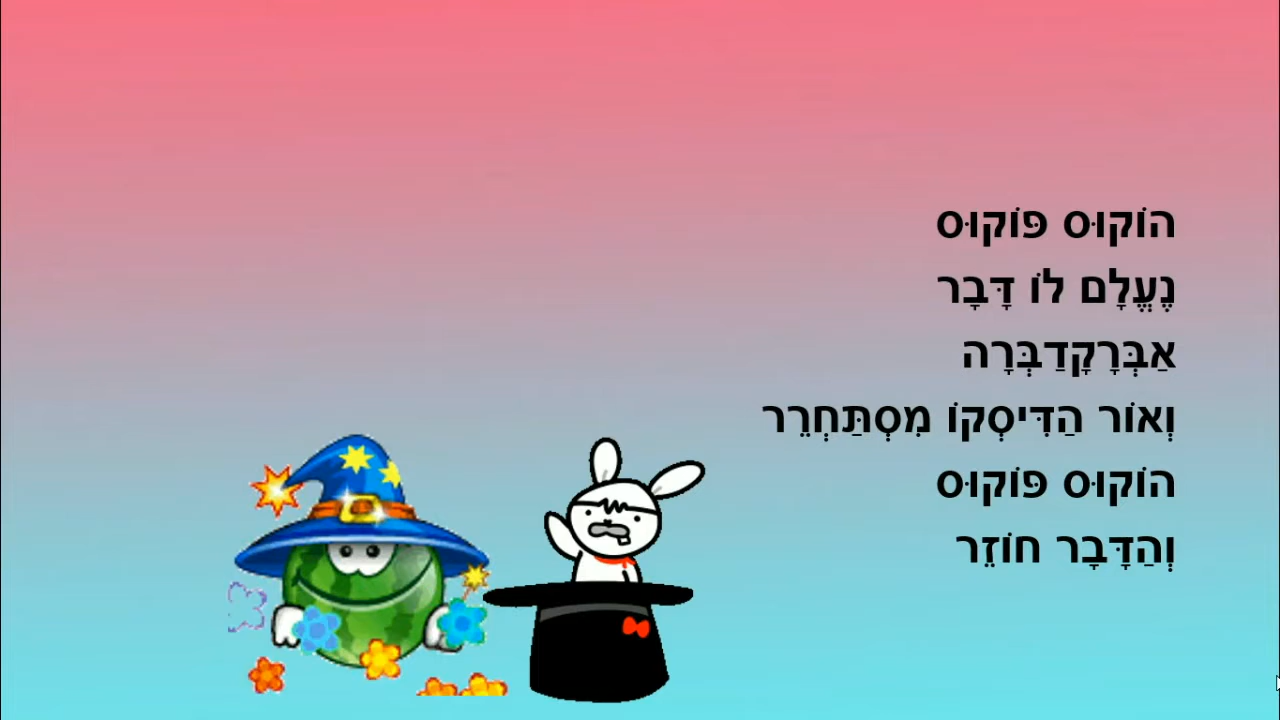 הוֹקוּס פּוֹקוּס
נֶעֱלָם לוֹ דָּבָר
אַבְּרָקָדַבְּרָה
וְאוֹר הַדִּיסְקוֹ מִסְתַּחְרֵר
הוֹקוּס פּוֹקוּס
וְהַדָּבָר חוֹזֵר